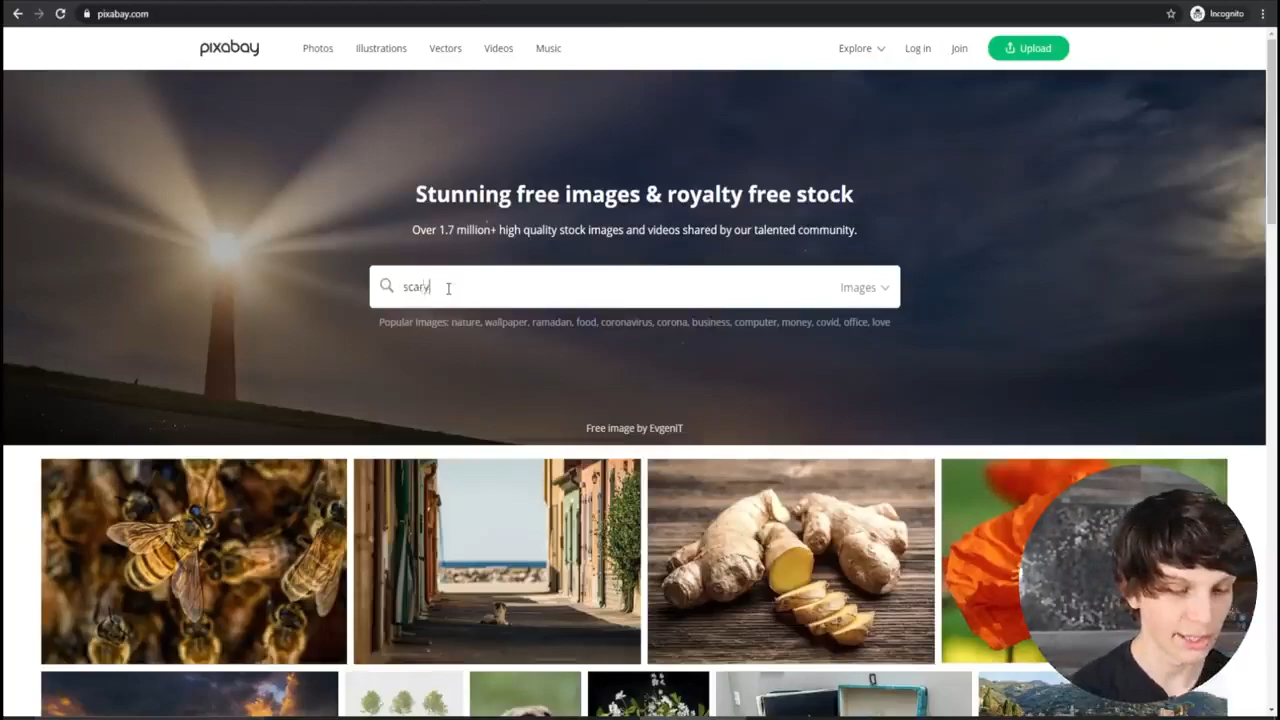 pixabay.com
Incognito
pixabay
Photos
Illustrations
Vectors
Videos
Music
Explore
Log in
Join
Upload
Stunning free images & royalty free stock
Over 1.7 million+ high quality stock images and videos shared by our talented community.
scary
Images
Popular Images: nature, wallpaper, ramadan, food, coronavirus, corona, business, computer, money, covid, office, love
Free image by EvgeniT